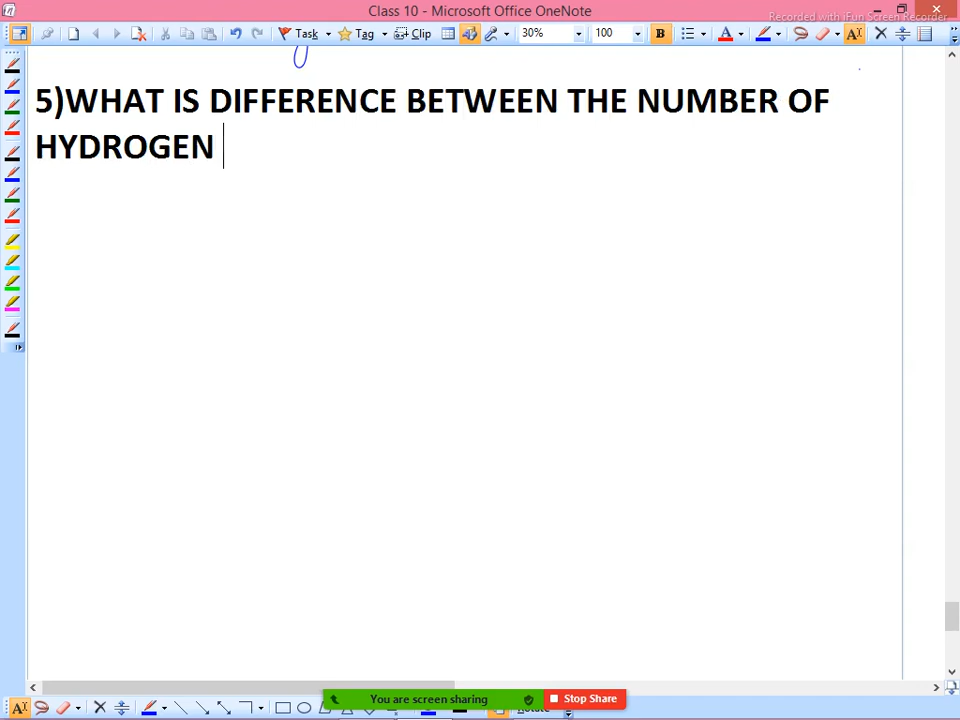 Class 10 - Microsoft Office OneNote
Recorded with iFun Screen Recorder
Task Tag Clip 30% 100 B A A
5)WHAT IS DIFFERENCE BETWEEN THE NUMBER OF
HYDROGEN
You are screen sharing Stop Share